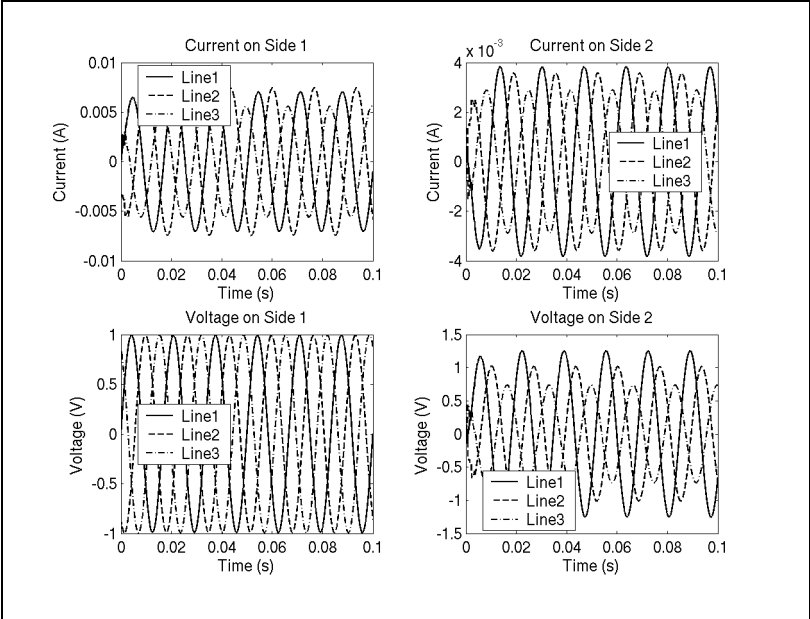 Current on Side 1
0.01
0.005
0
-0.005
-0.01
Current (A)
Line1
Line2
Line3
0 0.02 0.04 0.06 0.08 0.1
Time (s)
Current on Side 2
x 10⁻³
4
2
0
-2
-4
Current (A)
Line1
Line2
Line3
0 0.02 0.04 0.06 0.08 0.1
Time (s)
Voltage on Side 1
1
0.5
0
-0.5
-1
Voltage (V)
Line1
Line2
Line3
0 0.02 0.04 0.06 0.08 0.1
Time (s)
Voltage on Side 2
1.5
1
0.5
0
-0.5
-1
-1.5
Voltage (V)
Line1
Line2
Line3
0 0.02 0.04 0.06 0.08 0.1
Time (s)